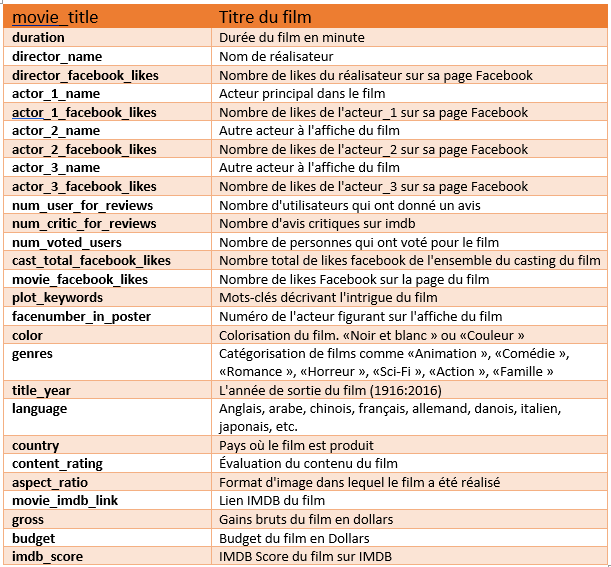 movie_title Titre du film
duration Durée du film en minute
director_name Nom de réalisateur
director_facebook_likes Nombre de likes du réalisateur sur sa page Facebook
actor_1_name Acteur principal dans le film
actor_1_facebook_likes Nombre de likes de l'acteur_1 sur sa page Facebook
actor_2_name Autre acteur à l'affiche du film
actor_2_facebook_likes Nombre de likes de l'acteur_2 sur sa page Facebook
actor_3_name Autre acteur à l'affiche du film
actor_3_facebook_likes Nombre de likes de l'acteur_3 sur sa page Facebook
num_user_for_reviews Nombre d'utilisateurs qui ont donné un avis
num_critic_for_reviews Nombre d'avis critiques sur imdb
num_voted_users Nombre de personnes qui ont voté pour le film
cast_total_facebook_likes Nombre total de likes facebook de l'ensemble du casting du film
movie_facebook_likes Nombre de likes Facebook sur la page du film
plot_keywords Mots-clés décrivant l'intrigue du film
facenumber_in_poster Numéro de l'acteur figurant sur l'affiche du film
color Colorisation du film. «Noir et blanc » ou «Couleur »
genres Catégorisation de films comme «Animation », «Comédie »,
«Romance », «Horreur », «Sci-Fi », «Action », «Famille »
title_year L'année de sortie du film (1916:2016)
language Anglais, arabe, chinois, français, allemand, danois, italien,
japonais, etc.
country Pays où le film est produit
content_rating Évaluation du contenu du film
aspect_ratio Format d'image dans lequel le film a été réalisé
movie_imdb_link Lien IMDB du film
gross Gains bruts du film en dollars
budget Budget du film en Dollars
imdb_score IMDB Score du film sur IMDB